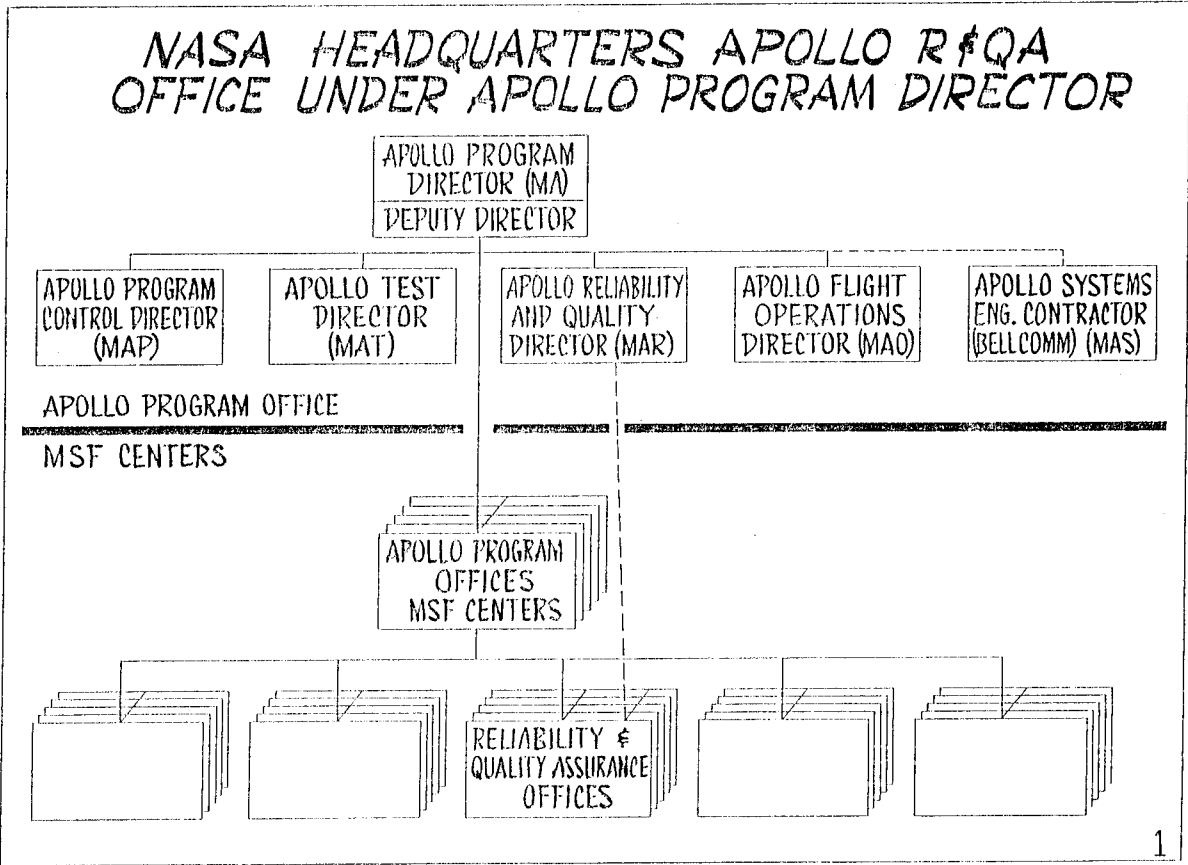 NASA HEADQUARTERS APOLLO R&QA
OFFICE UNDER APOLLO PROGRAM DIRECTOR
APOLLO PROGRAM
DIRECTOR (MA)
DEPUTY DIRECTOR
APOLLO PROGRAM
CONTROL DIRECTOR
(MAP)
APOLLO TEST
DIRECTOR
(MAT)
APOLLO RELIABILITY
AND QUALITY
DIRECTOR (MAR)
APOLLO FLIGHT
OPERATIONS
DIRECTOR (MAO)
APOLLO SYSTEMS
ENG. CONTRACTOR
(BELLCOMM) (MAS)
APOLLO PROGRAM OFFICE
MSF CENTERS
APOLLO PROGRAM
OFFICES
MSF CENTERS
RELIABILITY &
QUALITY ASSURANCE
OFFICES
1